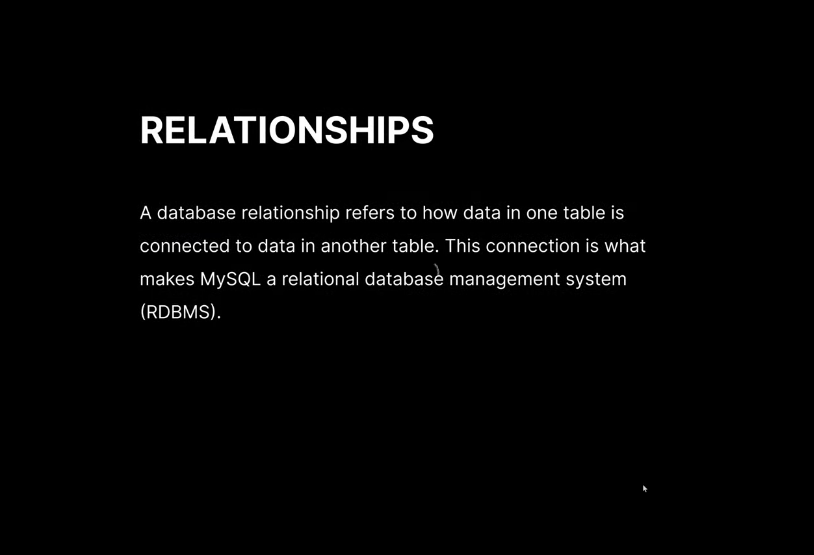 RELATIONSHIPS
A database relationship refers to how data in one table is
connected to data in another table. This connection is what
makes MySQL a relational database management system
(RDBMS).